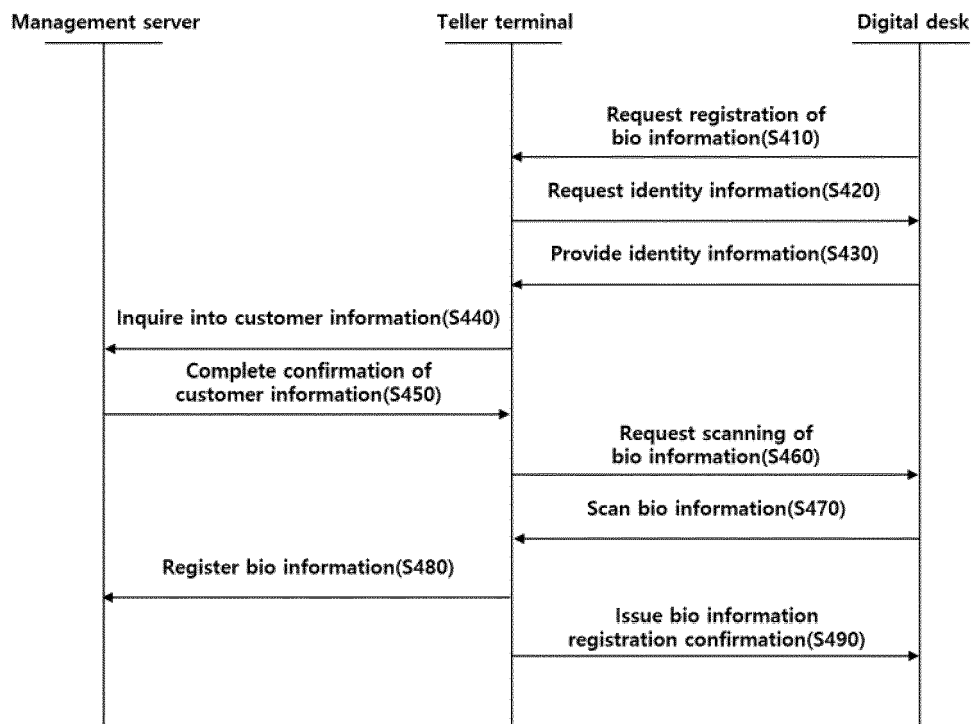 Management server
Teller terminal
Digital desk
Request registration of
bio information(S410)
Request identity information(S420)
Provide identity information(S430)
Inquire into customer information(S440)
Complete confirmation of
customer information(S450)
Request scanning of
bio information(S460)
Scan bio information(S470)
Register bio information(S480)
Issue bio information
registration confirmation(S490)